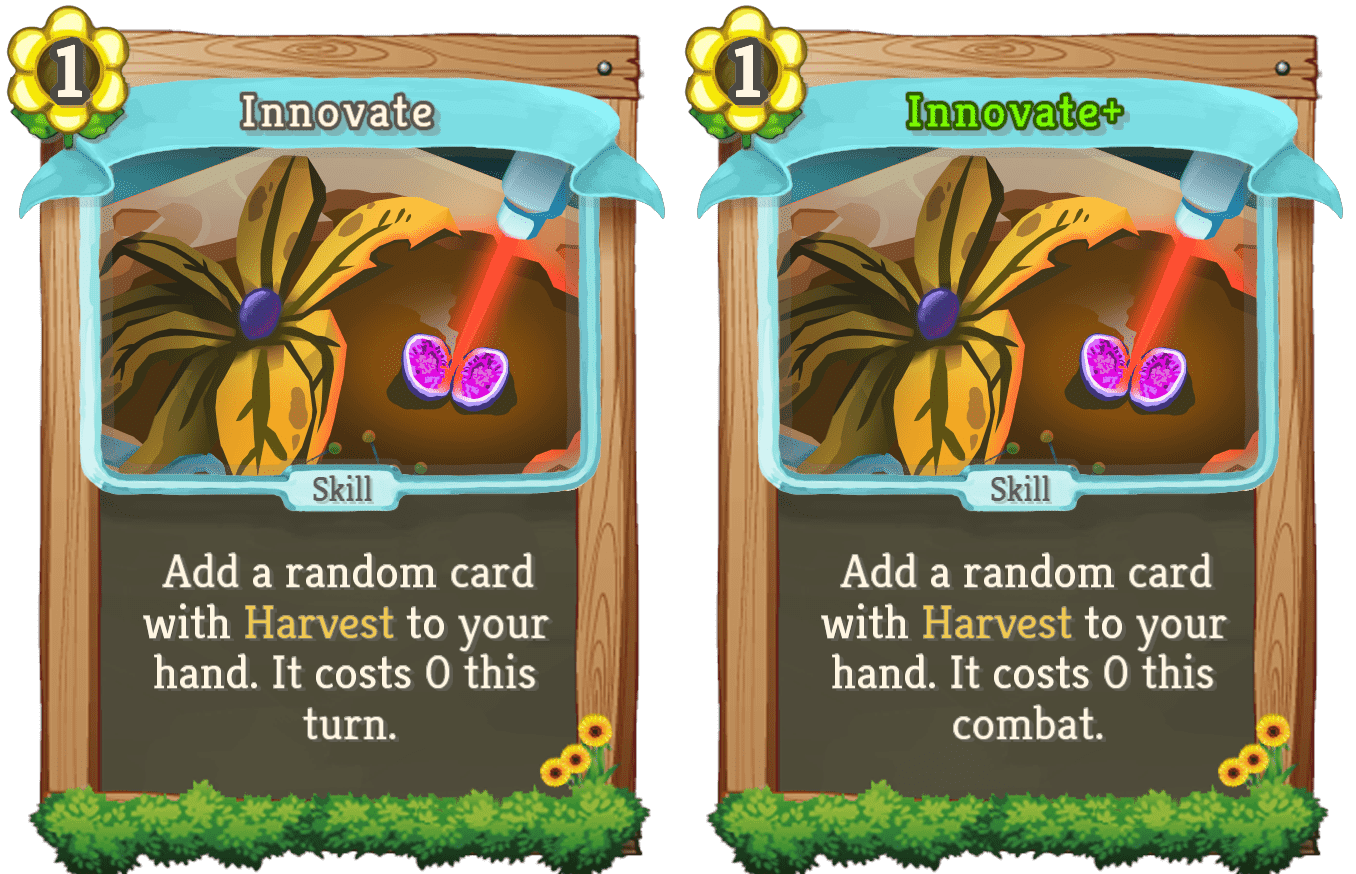 1
Innovate
Skill
Add a random card
with Harvest to your
hand. It costs 0 this
turn.
1
Innovate+
Skill
Add a random card
with Harvest to your
hand. It costs 0 this
combat.